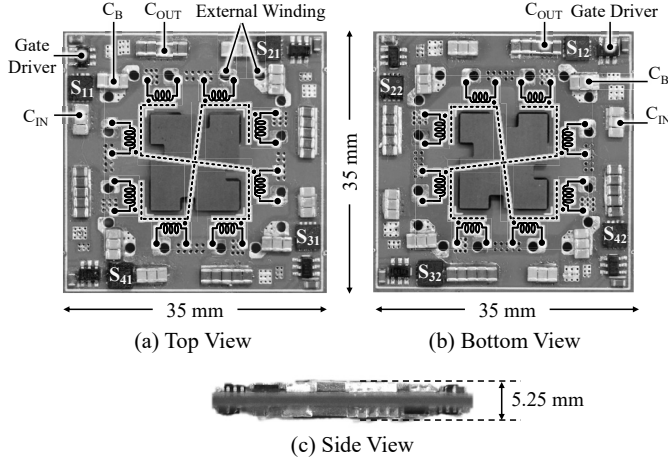 C_B
C_OUT
External Winding
Gate
Driver
S_21
S_11
C_IN
S_31
S_41
35 mm
(a) Top View
35 mm
C_OUT
Gate Driver
S_12
C_B
S_22
C_IN
S_42
S_32
35 mm
(b) Bottom View
5.25 mm
(c) Side View